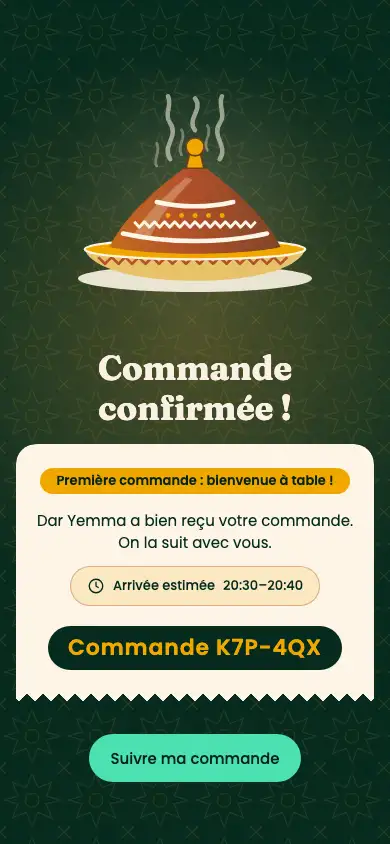 Commande
confirmée !
Première commande : bienvenue à table !
Dar Yemma a bien reçu votre commande.
On la suit avec vous.
Arrivée estimée 20:30–20:40
Commande K7P-4QX
Suivre ma commande